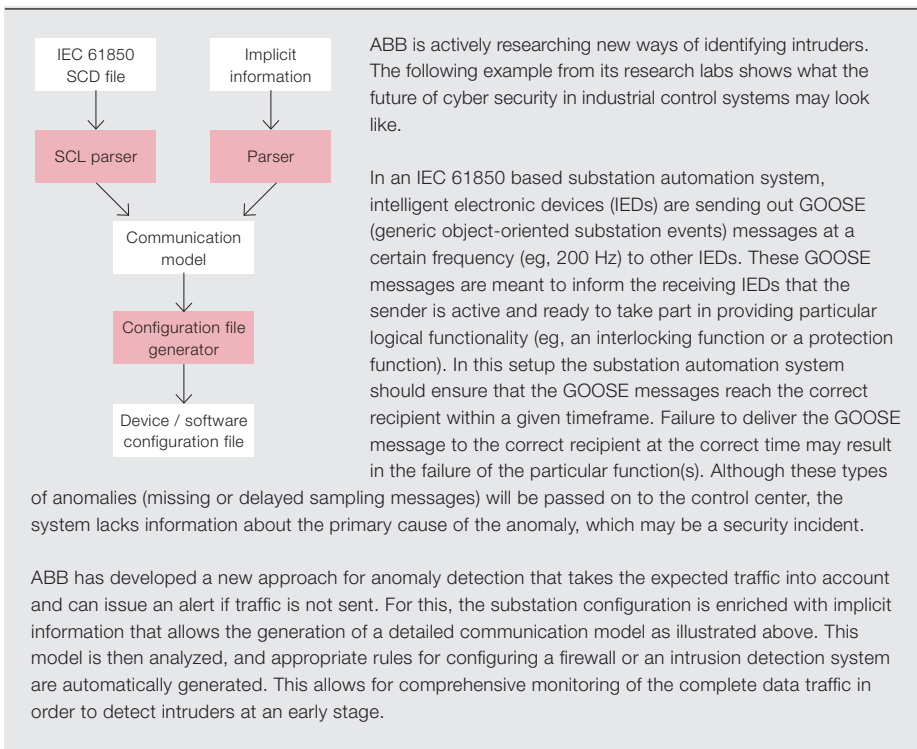 IEC 61850
SCD file
Implicit
information
SCL parser
Parser
Communication
model
Configuration file
generator
Device / software
configuration file
ABB is actively researching new ways of identifying intruders.
The following example from its research labs shows what the
future of cyber security in industrial control systems may look
like.
In an IEC 61850 based substation automation system,
intelligent electronic devices (IEDs) are sending out GOOSE
(generic object-oriented substation events) messages at a
certain frequency (eg, 200 Hz) to other IEDs. These GOOSE
messages are meant to inform the receiving IEDs that the
sender is active and ready to take part in providing particular
logical functionality (eg, an interlocking function or a protection
function). In this setup the substation automation system
should ensure that the GOOSE messages reach the correct
recipient within a given timeframe. Failure to deliver the GOOSE
message to the correct recipient at the correct time may result
in the failure of the particular function(s). Although these types
of anomalies (missing or delayed sampling messages) will be passed on to the control center, the
system lacks information about the primary cause of the anomaly, which may be a security incident.
ABB has developed a new approach for anomaly detection that takes the expected traffic into account
and can issue an alert if traffic is not sent. For this, the substation configuration is enriched with implicit
information that allows the generation of a detailed communication model as illustrated above. This
model is then analyzed, and appropriate rules for configuring a firewall or an intrusion detection system
are automatically generated. This allows for comprehensive monitoring of the complete data traffic in
order to detect intruders at an early stage.